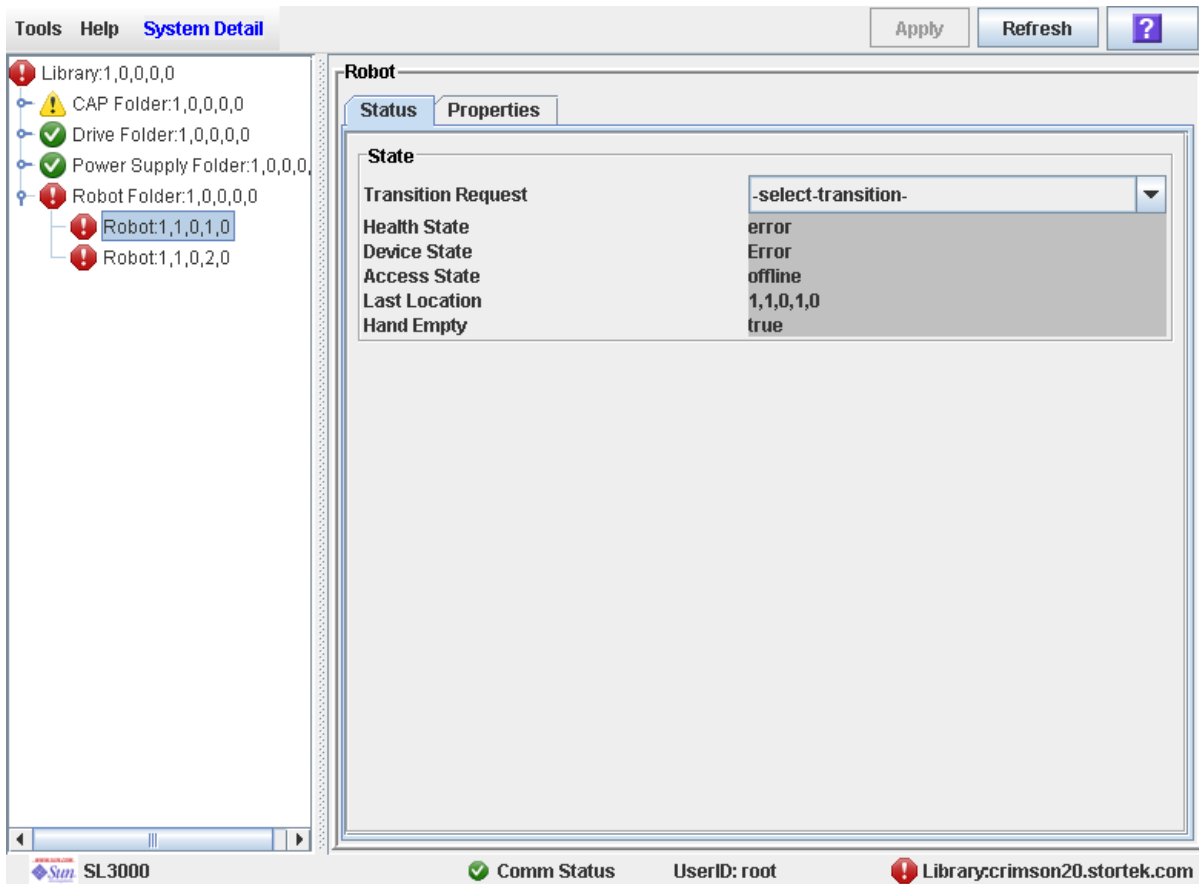 Tools Help System Detail Apply Refresh ?
Library:1,0,0,0,0
CAP Folder:1,0,0,0,0
Drive Folder:1,0,0,0,0
Power Supply Folder:1,0,0,0,
Robot Folder:1,0,0,0,0
Robot:1,1,0,1,0
Robot:1,1,0,2,0
Robot
Status Properties
State
Transition Request -select-transition-
Health State error
Device State Error
Access State offline
Last Location 1,1,0,1,0
Hand Empty true
Sun SL3000 Comm Status UserID: root Library:crimson20.stortek.com